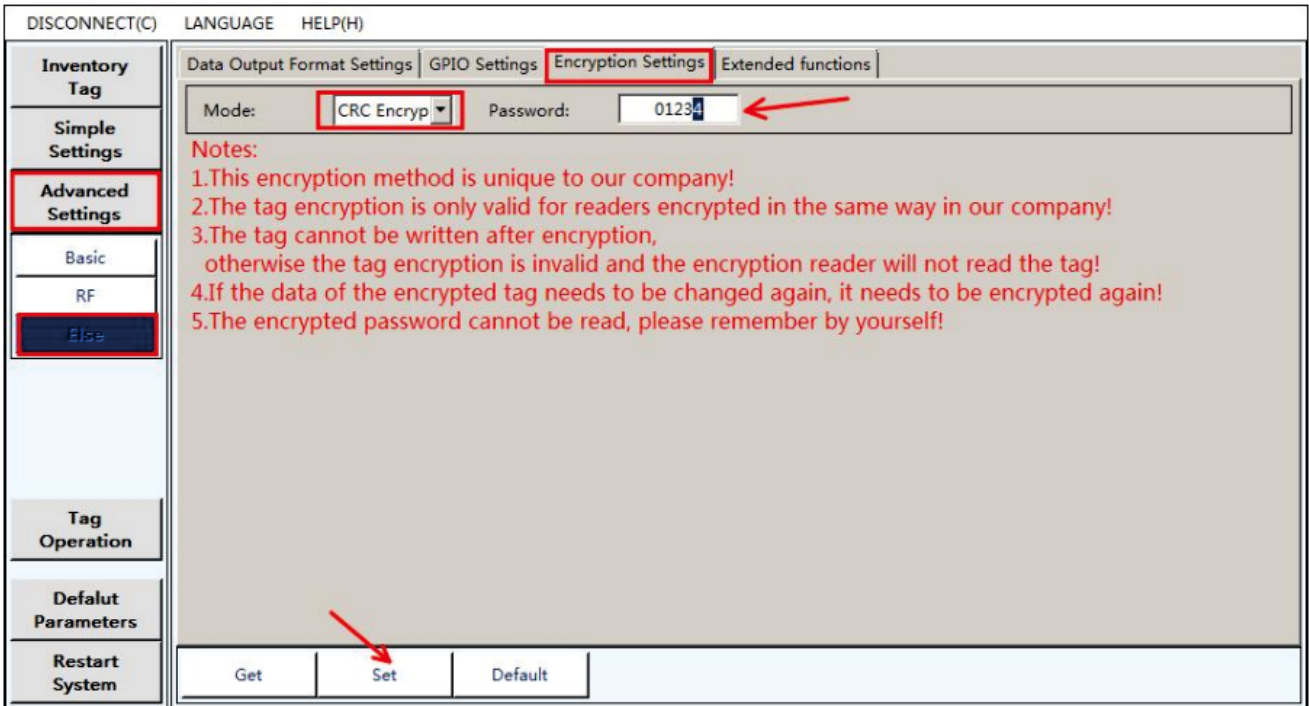 DISCONNECT(C) LANGUAGE HELP(H)
Inventory
Tag
Simple
Settings
Advanced
Settings
Basic
RF
Else
Tag
Operation
Defalut
Parameters
Restart
System
Data Output Format Settings GPIO Settings Encryption Settings Extended functions
Mode: CRC Encryp Password: 01234
Notes:
1.This encryption method is unique to our company!
2.The tag encryption is only valid for readers encrypted in the same way in our company!
3.The tag cannot be written after encryption,
otherwise the tag encryption is invalid and the encryption reader will not read the tag!
4.If the data of the encrypted tag needs to be changed again, it needs to be encrypted again!
5.The encrypted password cannot be read, please remember by yourself!
Get Set Default